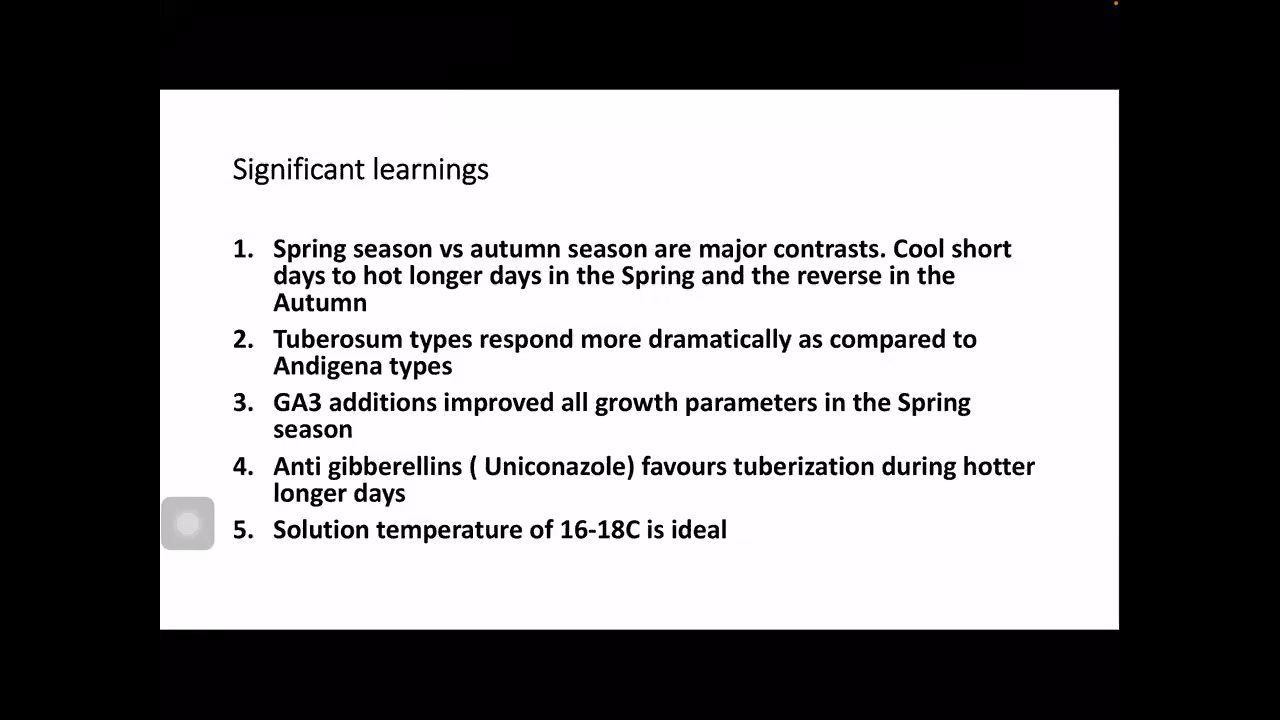 Significant learnings
1. Spring season vs autumn season are major contrasts. Cool short
days to hot longer days in the Spring and the reverse in the
Autumn
2. Tuberosum types respond more dramatically as compared to
Andigena types
3. GA3 additions improved all growth parameters in the Spring
season
4. Anti gibberellins ( Uniconazole) favours tuberization during hotter
longer days
5. Solution temperature of 16-18C is ideal